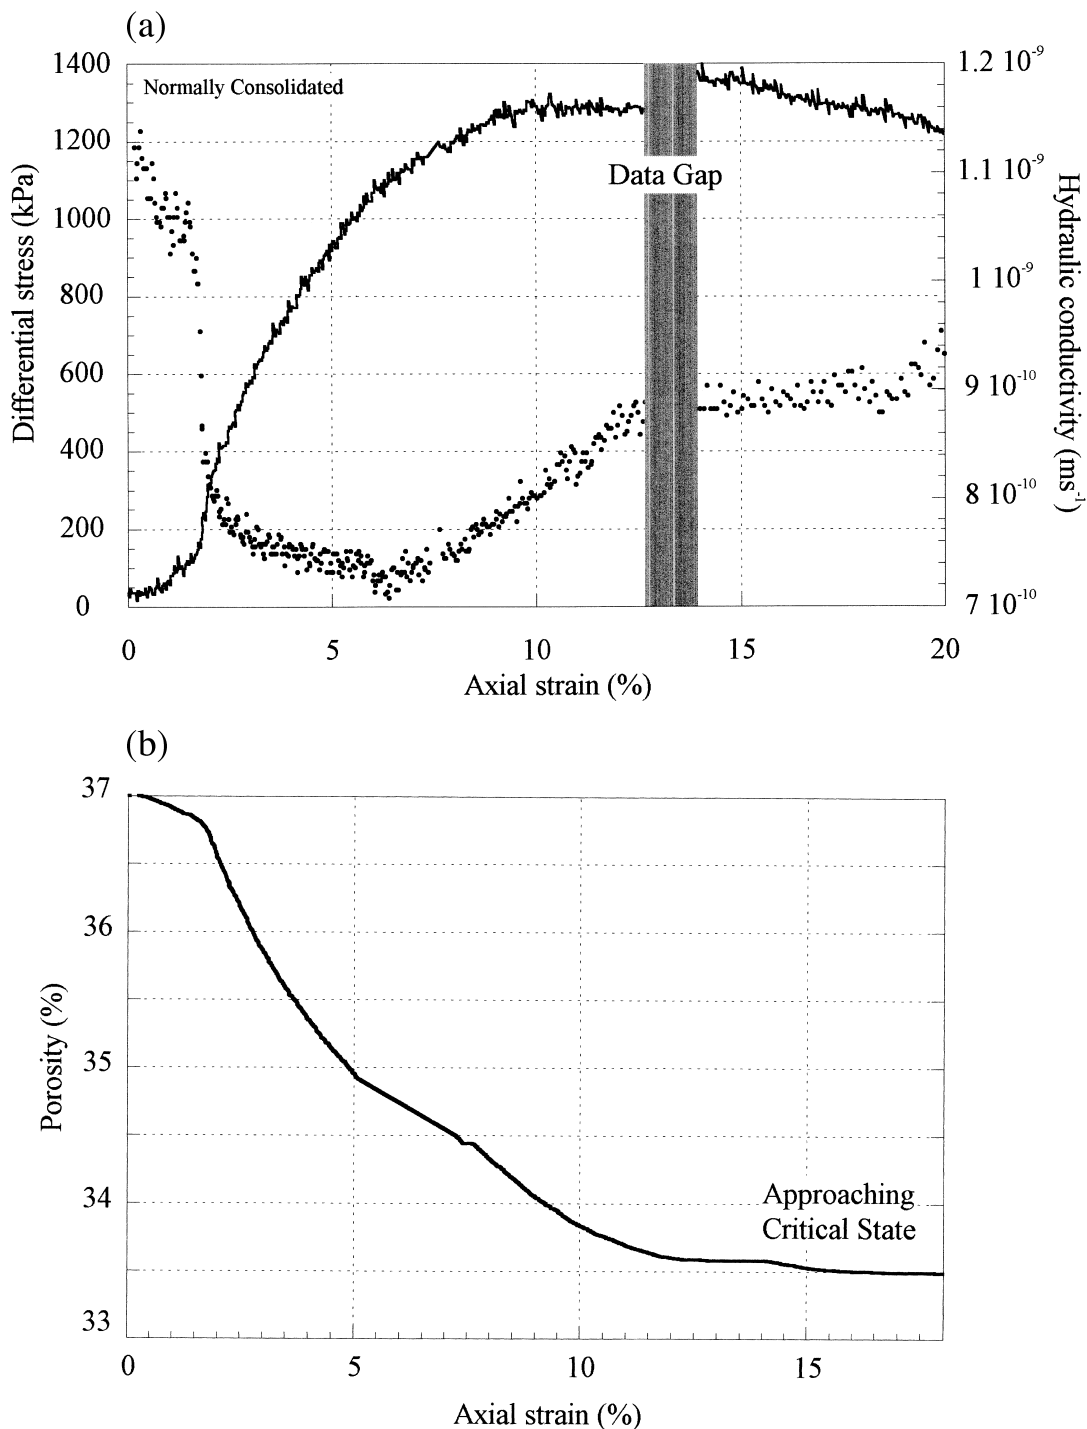 (a)
1400
1200
1000
800
600
400
200
0
Differential stress (kPa)
Normally Consolidated
Data Gap
1.2 10⁻⁹
1.1 10⁻⁹
1 10⁻⁹
9 10⁻¹⁰
8 10⁻¹⁰
7 10⁻¹⁰
Hydraulic conductivity (ms⁻¹)
0 5 10 15 20
Axial strain (%)
(b)
37
36
35
34
33
Porosity (%)
Approaching
Critical State
0 5 10 15
Axial strain (%)